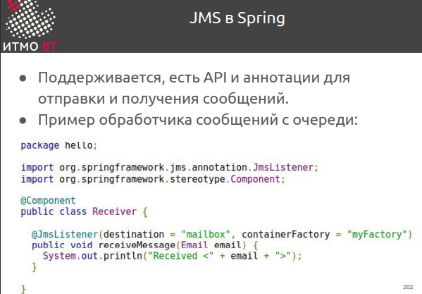 JMS в Spring
ИТМО ВТ
● Поддерживается, есть API и аннотации для
отправки и получения сообщений.
● Пример обработчика сообщений с очереди:
package hello;
import org.springframework.jms.annotation.JmsListener;
import org.springframework.stereotype.Component;
@Component
public class Receiver {
@JmsListener(destination = "mailbox", containerFactory = "myFactory")
public void receiveMessage(Email email) {
System.out.println("Received <" + email + ">");
}
}
202